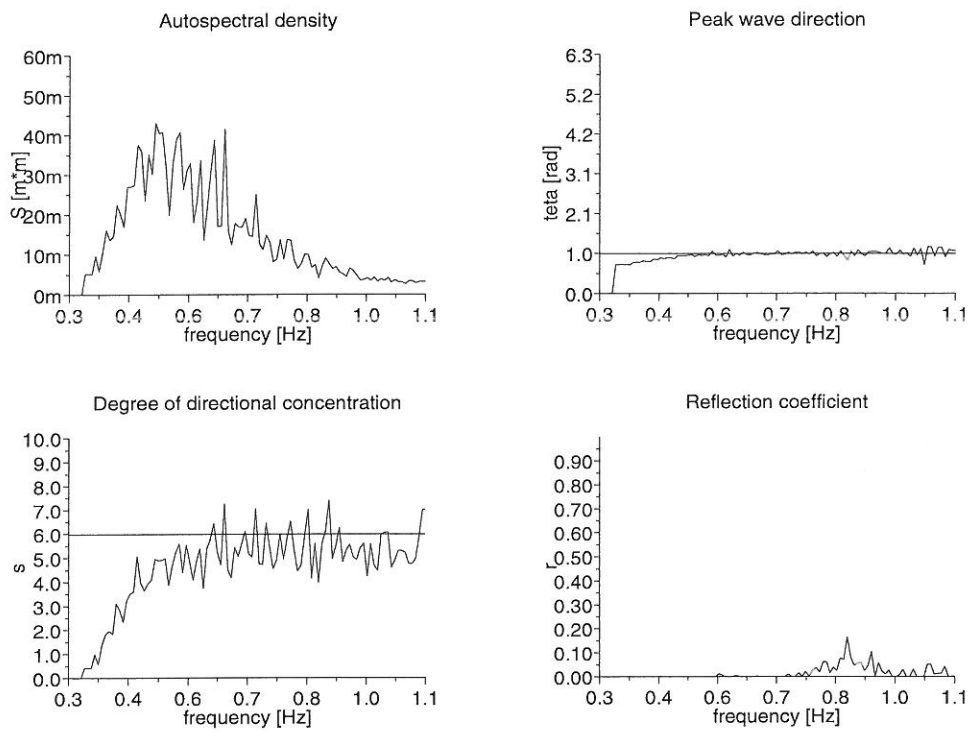 Autospectral density
60m
50m
40m
30m
20m
10m
0m
S [m*m]
0.3 0.4 0.6 0.7 0.8 1.0 1.1
frequency [Hz]
Peak wave direction
6.3
5.2
4.2
3.1
2.1
1.0
0.0
teta [rad]
0.3 0.4 0.6 0.7 0.8 1.0 1.1
frequency [Hz]
Degree of directional concentration
10.0
9.0
8.0
7.0
6.0
5.0
4.0
3.0
2.0
1.0
0.0
s
0.3 0.4 0.6 0.7 0.8 1.0 1.1
frequency [Hz]
Reflection coefficient
0.90
0.80
0.70
0.60
0.50
0.40
0.30
0.20
0.10
0.00
r
0.3 0.4 0.6 0.7 0.8 1.0 1.1
frequency [Hz]